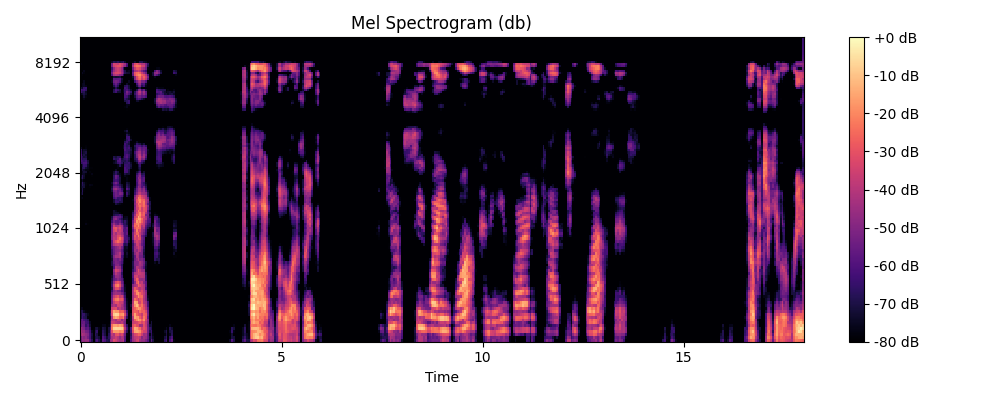 Mel Spectrogram (db)
8192
4096
2048
1024
512
0
Hz
0 5 10 15
Time
+0 dB
-10 dB
-20 dB
-30 dB
-40 dB
-50 dB
-60 dB
-70 dB
-80 dB